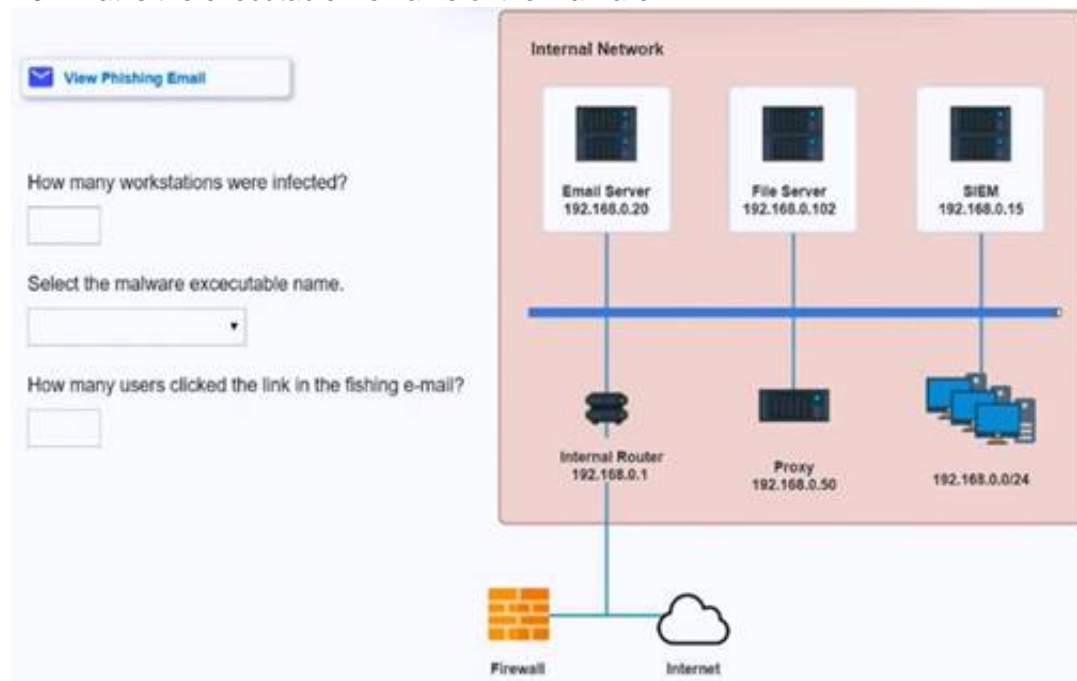 View Phishing Email
How many workstations were infected?
Select the malware excecutable name.
How many users clicked the link in the fishing e-mail?
Internal Network
Email Server
192.168.0.20
File Server
192.168.0.102
SIEM
192.168.0.15
Internal Router
192.168.0.1
Proxy
192.168.0.50
192.168.0.0/24
Firewall
Internet